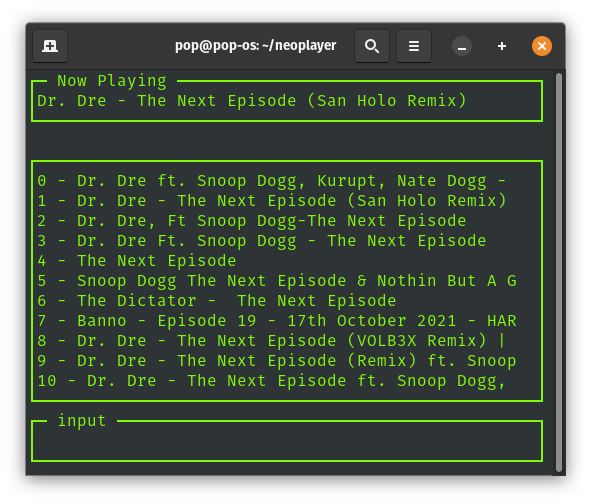 pop@pop-os: ~/neoplayer
Now Playing
Dr. Dre - The Next Episode (San Holo Remix)
0 - Dr. Dre ft. Snoop Dogg, Kurupt, Nate Dogg -
1 - Dr. Dre - The Next Episode (San Holo Remix)
2 - Dr. Dre, Ft Snoop Dogg-The Next Episode
3 - Dr. Dre Ft. Snoop Dogg - The Next Episode
4 - The Next Episode
5 - Snoop Dogg The Next Episode & Nothin But A G
6 - The Dictator -  The Next Episode
7 - Banno - Episode 19 - 17th October 2021 - HAR
8 - Dr. Dre - The Next Episode (VOLB3X Remix) |
9 - Dr. Dre - The Next Episode (Remix) ft. Snoop
10 - Dr. Dre - The Next Episode ft. Snoop Dogg,
input